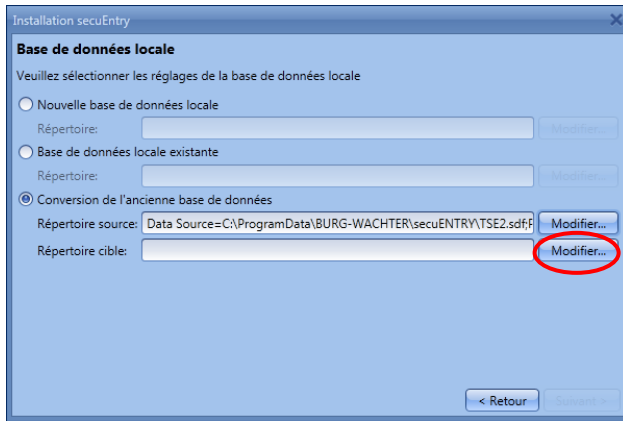 Installation secuEntry
Base de données locale
Veuillez sélectionner les réglages de la base de données locale
Nouvelle base de données locale
Répertoire: Modifier...
Base de données locale existante
Répertoire: Modifier...
Conversion de l'ancienne base de données
Répertoire source: Data Source=C:\ProgramData\BURG-WACHTER\secuENTRY\TSE2.sdf;F Modifier...
Répertoire cible: Modifier...
< Retour Suivant >